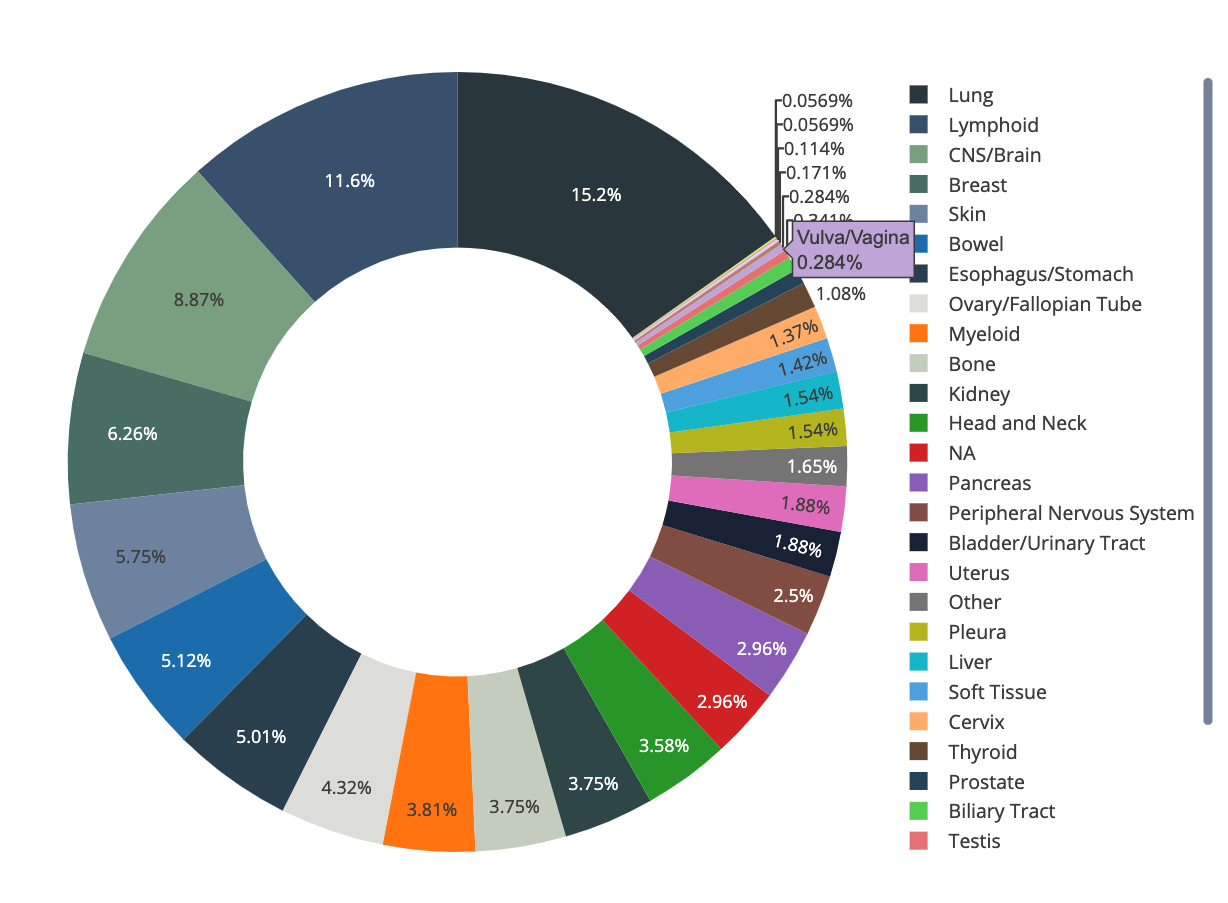 15.2%
11.6%
8.87%
6.26%
5.75%
5.12%
5.01%
4.32%
3.81%
3.75%
3.75%
3.58%
2.96%
2.96%
2.5%
1.88%
1.88%
1.65%
1.54%
1.54%
1.42%
1.37%
1.08%
0.0569%
0.0569%
0.114%
0.171%
0.284%
0.341%
Vulva/Vagina
0.284%
Lung
Lymphoid
CNS/Brain
Breast
Skin
Bowel
Esophagus/Stomach
Ovary/Fallopian Tube
Myeloid
Bone
Kidney
Head and Neck
NA
Pancreas
Peripheral Nervous System
Bladder/Urinary Tract
Uterus
Other
Pleura
Liver
Soft Tissue
Cervix
Thyroid
Prostate
Biliary Tract
Testis